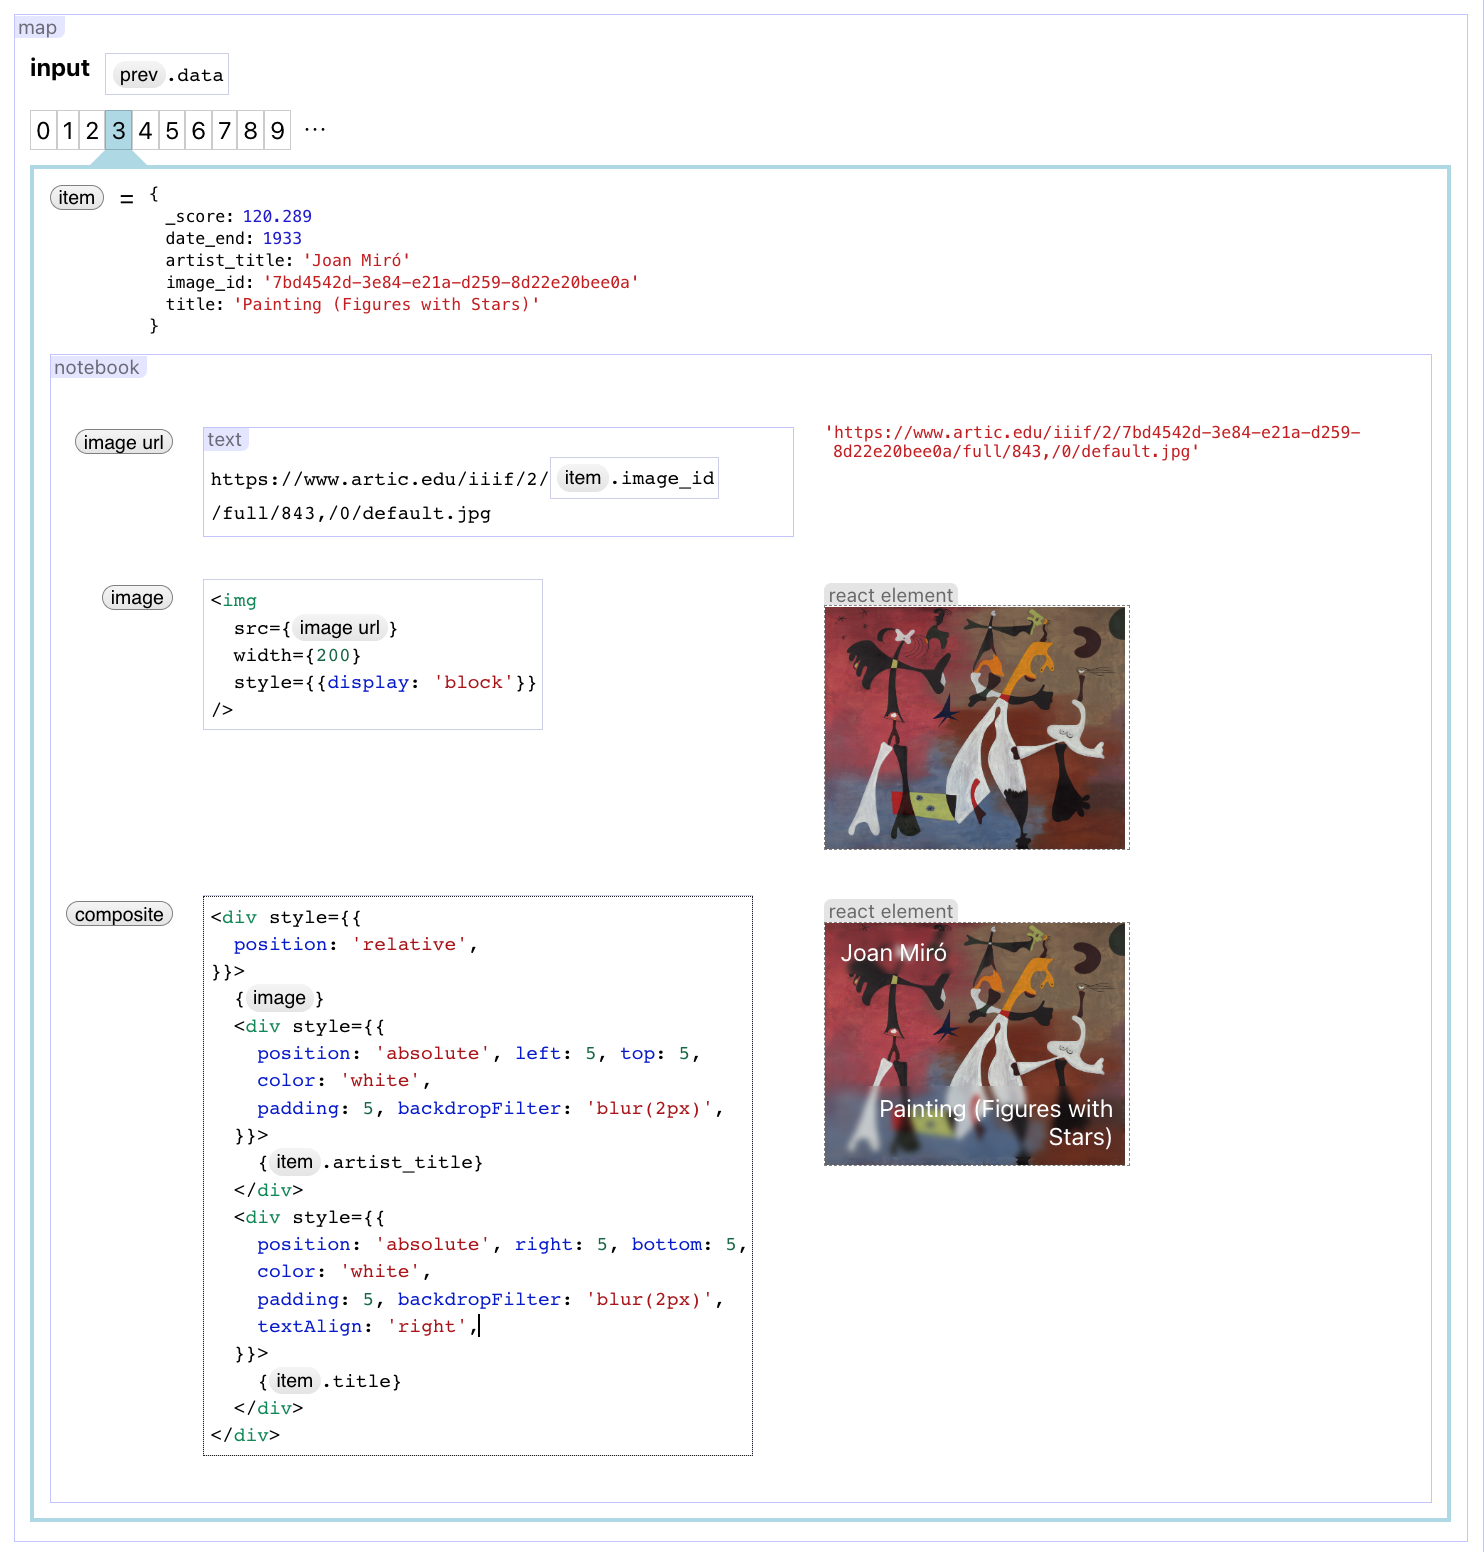 map
input prev.data
0 1 2 3 4 5 6 7 8 9 ...
item = {
_score: 120.289
date_end: 1933
artist_title: 'Joan Miró'
image_id: '7bd4542d-3e84-e21a-d259-8d22e20bee0a'
title: 'Painting (Figures with Stars)'
}
notebook
image url
text
https://www.artic.edu/iiif/2/item.image_id
/full/843,/0/default.jpg
'https://www.artic.edu/iiif/2/7bd4542d-3e84-e21a-d259-
8d22e20bee0a/full/843,/0/default.jpg'
image
<img
src={image url}
width={200}
style={{display: 'block'}}
/>
react element
composite
<div style={{
position: 'relative',
}}>
{image}
<div style={{
position: 'absolute', left: 5, top: 5,
color: 'white',
padding: 5, backdropFilter: 'blur(2px)',
}}>
{item.artist_title}
</div>
<div style={{
position: 'absolute', right: 5, bottom: 5,
color: 'white',
padding: 5, backdropFilter: 'blur(2px)',
textAlign: 'right',
}}>
{item.title}
</div>
</div>
react element
Joan Miró
Painting (Figures with
Stars)